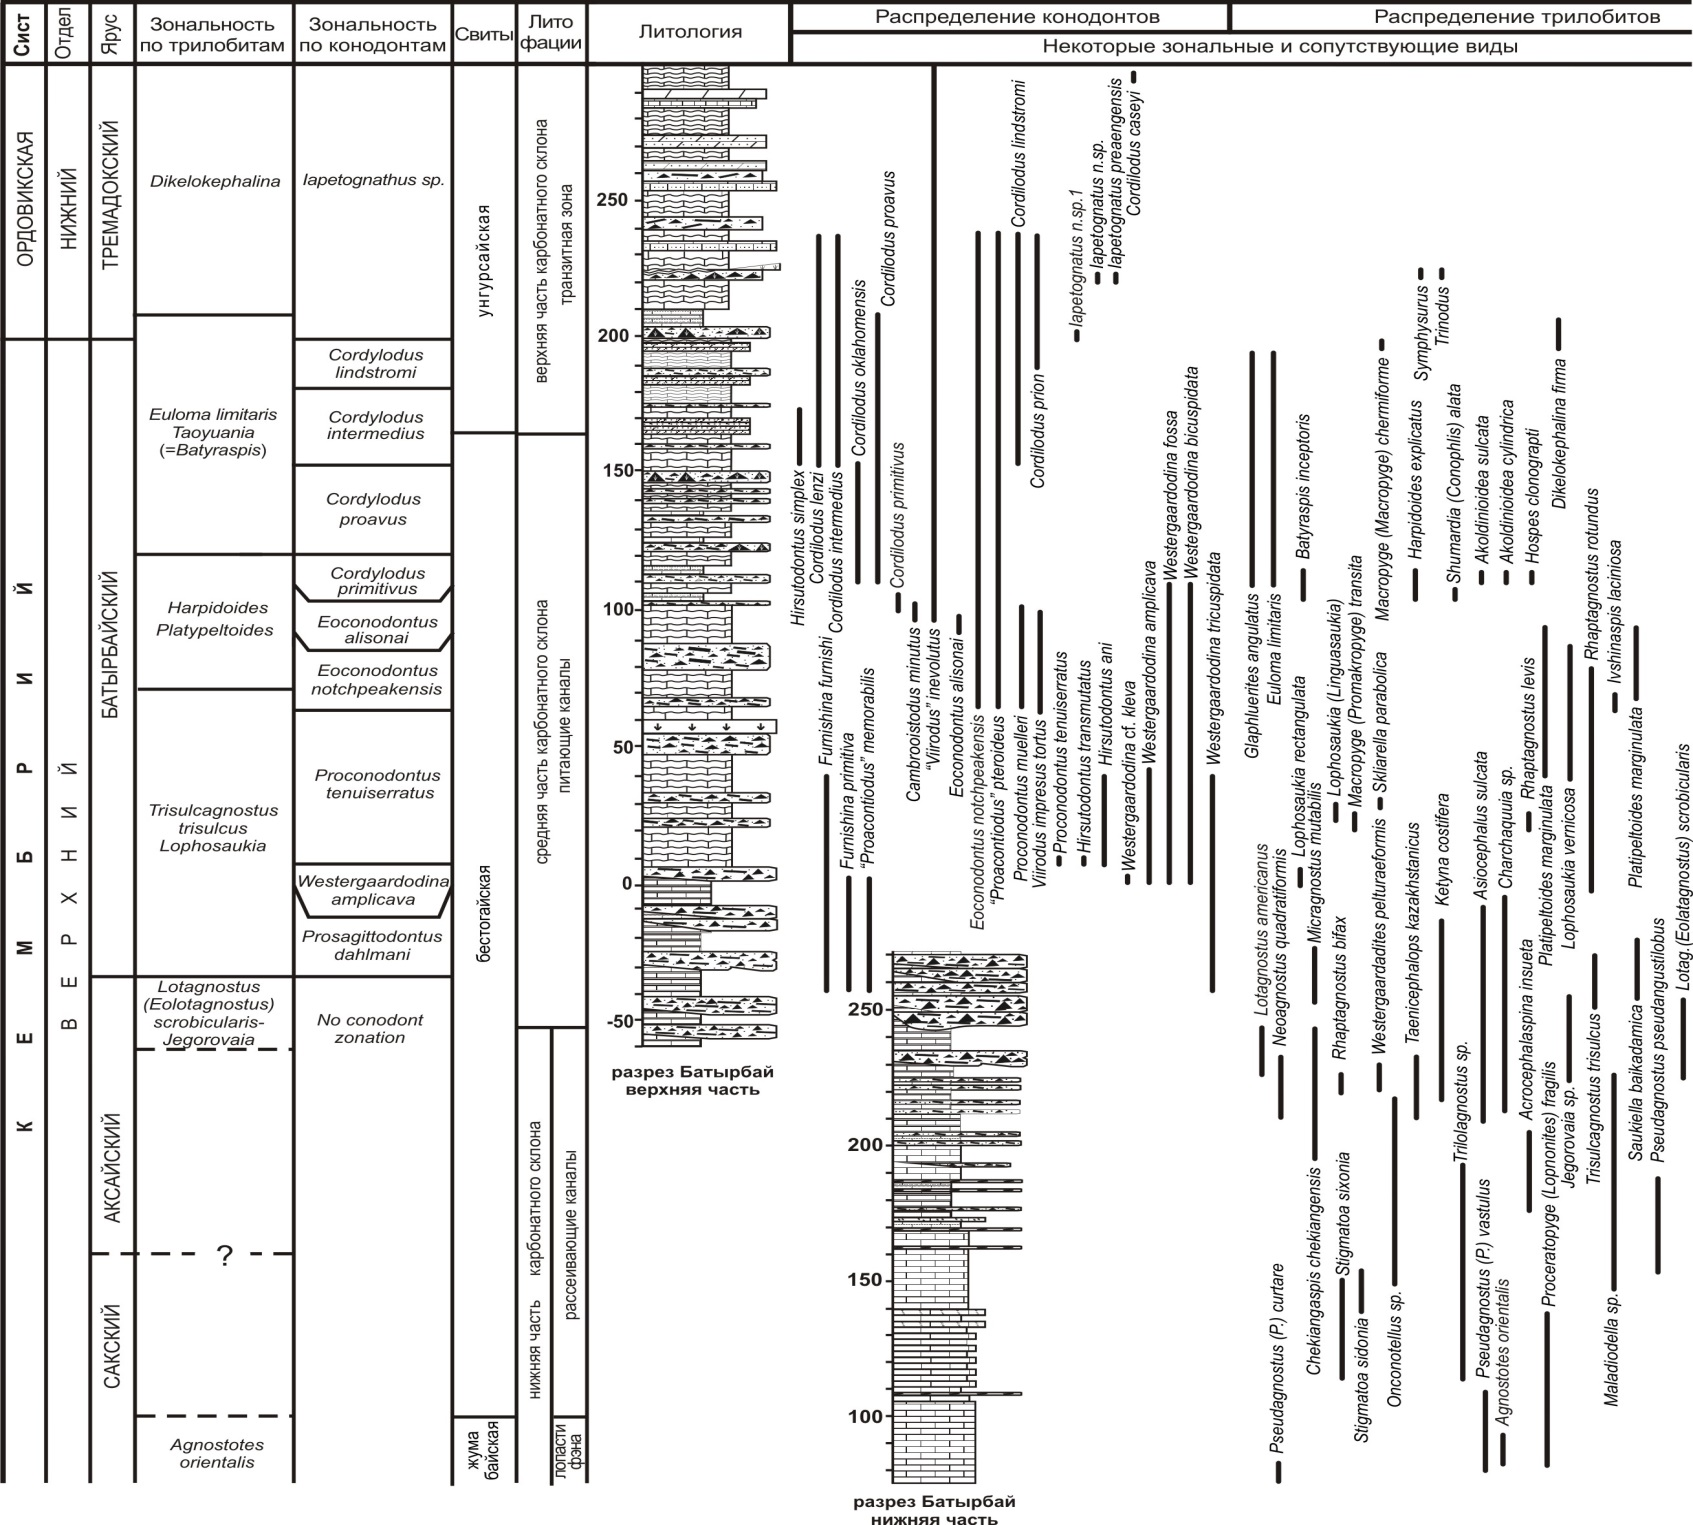 Сист
Отдел
Ярус
Зональность
по трилобитам
Зональность
по конодонтам
Свиты
Лито
фации
Литология
Распределение конодонтов
Распределение трилобитов
Некоторые зональные и сопутствующие виды
ОРДОВИКСКАЯ
КЕМБРИЙ
НИЖНИЙ
ВЕРХНИЙ
ТРЕМАДОКСКИЙ
БАТЫРБАЙСКИЙ
АКСАЙСКИЙ
САКСКИЙ
Dikelokephalina
Euloma limitaris
Taoyuania
(=Batyraspis)
Harpidoides
Platypeltoides
Trisulcagnostus
trisulcus
Lophosaukia
Lotagnostus
(Eolotagnostus)
scrobicularis-
Jegorovaia
?
Agnostotes
orientalis
Iapetognathus sp.
Cordylodus
lindstromi
Cordylodus
intermedius
Cordylodus
proavus
Cordylodus
primitivus
Eoconodontus
alisonai
Eoconodontus
notchpeakensis
Proconodontus
tenuiserratus
Westergaardodina
amplicava
Prosagittodontus
dahlmani
No conodont
zonation
унгурсайская
бестогайская
жума
байская
верхняя часть карбонатного склона
транзитная зона
средняя часть карбонатного склона
питающие каналы
нижняя часть карбонатного склона
рассеивающие каналы
лопасти
фэна
250
200
150
100
50
0
-50
разрез Батырбай
верхняя часть
250
200
150
100
разрез Батырбай
нижняя часть
Hirsutodontus simplex
Cordilodus lenzi
Cordilodus intermedius
Cordilodus oklahomensis
Cordilodus proavus
Cordilodus primitivus
Furnishina furnishi
Furnishina primitiva
"Proacontiodus" memorabilis
Cambrooistodus minutus
"Viirodus" inevolutus
Eoconodontus alisonai
Eoconodontus notchpeakensis
"Proacontiodus" pteroideus
Cordilodus lindstromi
Cordilodus prion
Proconodontus muelleri
Viirodus impresus tortus
Proconodontus tenuiserratus
Iapetognatus n.sp.1
Iapetognatus n.sp.
Iapetognatus preaengensis
Cordilodus caseyi
Hirsutodontus transmutatus
Hirsutodontus ani
Westergaardodina cf. kleva
Westergaardodina amplicava
Westergaardodina fossa
Westergaardodina bicuspidata
Westergaardodina tricuspidata
Glaphluerites angulatus
Euloma limitaris
Batyraspis inceptoris
Lophosaukia rectangulata
Lophosaukia (Linguasaukia)
Macropyge (Promakropyge) transita
Macropyge (Macropyge) chermiforme
Sklarella parabolica
Harpidoides explicatus
Symphysurus
Trinodus
Shumardia (Conophlis) alata
Akoldinioidea sulcata
Akoldinioidea cylindrica
Hospes clonograpti
Dikelokephalina firma
Rhaptagnostus rotundus
Ivshinaspis laciniosa
Rhaptagnostus levis
Platipeltoides marginulata
Lophosaukia vernicosa
Platipeltoides marginulata
Lotagnostus americanus
Neoagnostus quadratiformis
Micragnostus mutabilis
Rhaptagnostus bifax
Westergaardadites pelturaeformis
Taenicephalops kazakhstanicus
Ketyna costifera
Asiocephalus sulcata
Charchaquia sp.
Acrocephalaspina insueta
Jegorovaia sp.
Trisulcagnostus trisulcus
Saukiella baikadamica
Pseudagnostus pseudangustilobus
Lotag.(Eolatagnostus) scrobicularis
Pseudagnostus (P.) curtare
Chekiangaspis chekiangensis
Stigmatoa sixonia
Stigmatoa sidonia
Onconotellus sp.
Trilolagnostus sp.
Pseudagnostus (P.) vastulus
Agnostotes orientalis
Proceratopyge (Lopnonites) fragilis
Maladiodella sp.